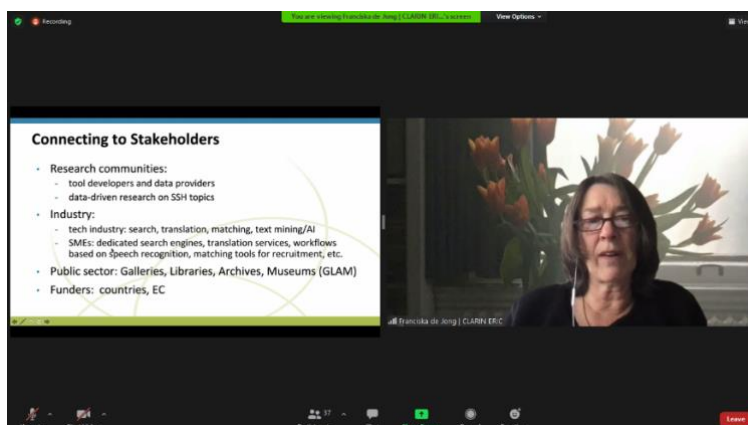 Recording
You are viewing Franciska de Jong | CLARIN ERI...'s screen
View Options
Connecting to Stakeholders
• Research communities:
- tool developers and data providers
- data-driven research on SSH topics
• Industry:
- tech industry: search, translation, matching, text mining/AI
- SMEs: dedicated search engines, translation services, workflows
based on speech recognition, matching tools for recruitment, etc.
• Public sector: Galleries, Libraries, Archives, Museums (GLAM)
• Funders: countries, EC
Franciska de Jong | CLARIN ERIC
37
Leave